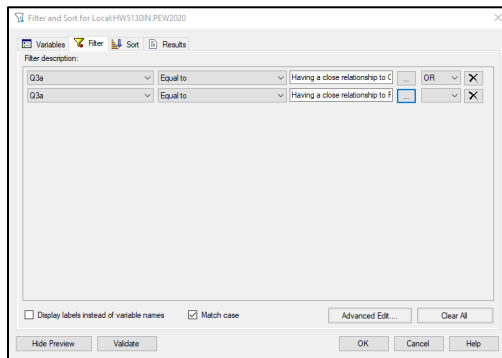 Filter and Sort for Local:HW5130IN.PEW2020
Variables Filter Sort Results
Filter description:
Q3a Equal to Having a close relationship to C ... OR
Q3a Equal to Having a close relationship to F ...
Display labels instead of variable names Match case Advanced Edit.... Clear All
Hide Preview Validate OK Cancel Help